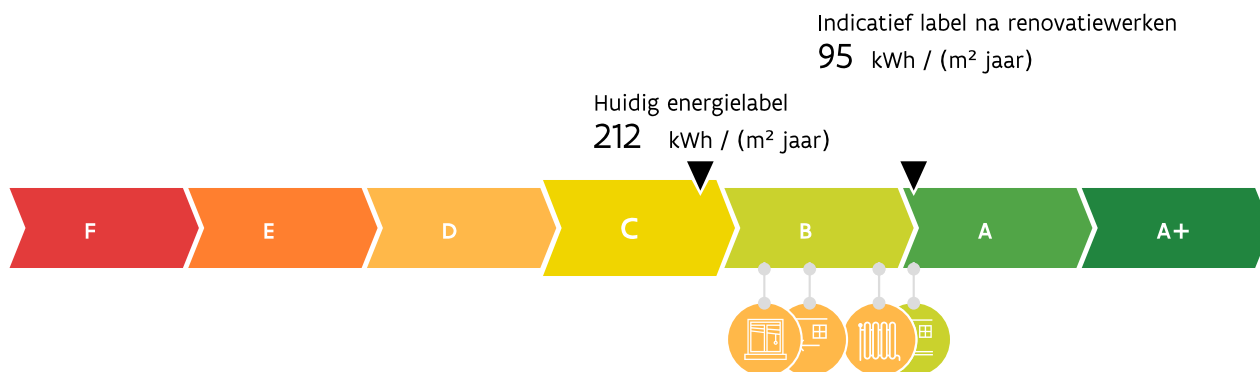 Indicatief label na renovatiewerken
95 kWh / (m² jaar)
Huidig energielabel
212 kWh / (m² jaar)
F E D C B A A+